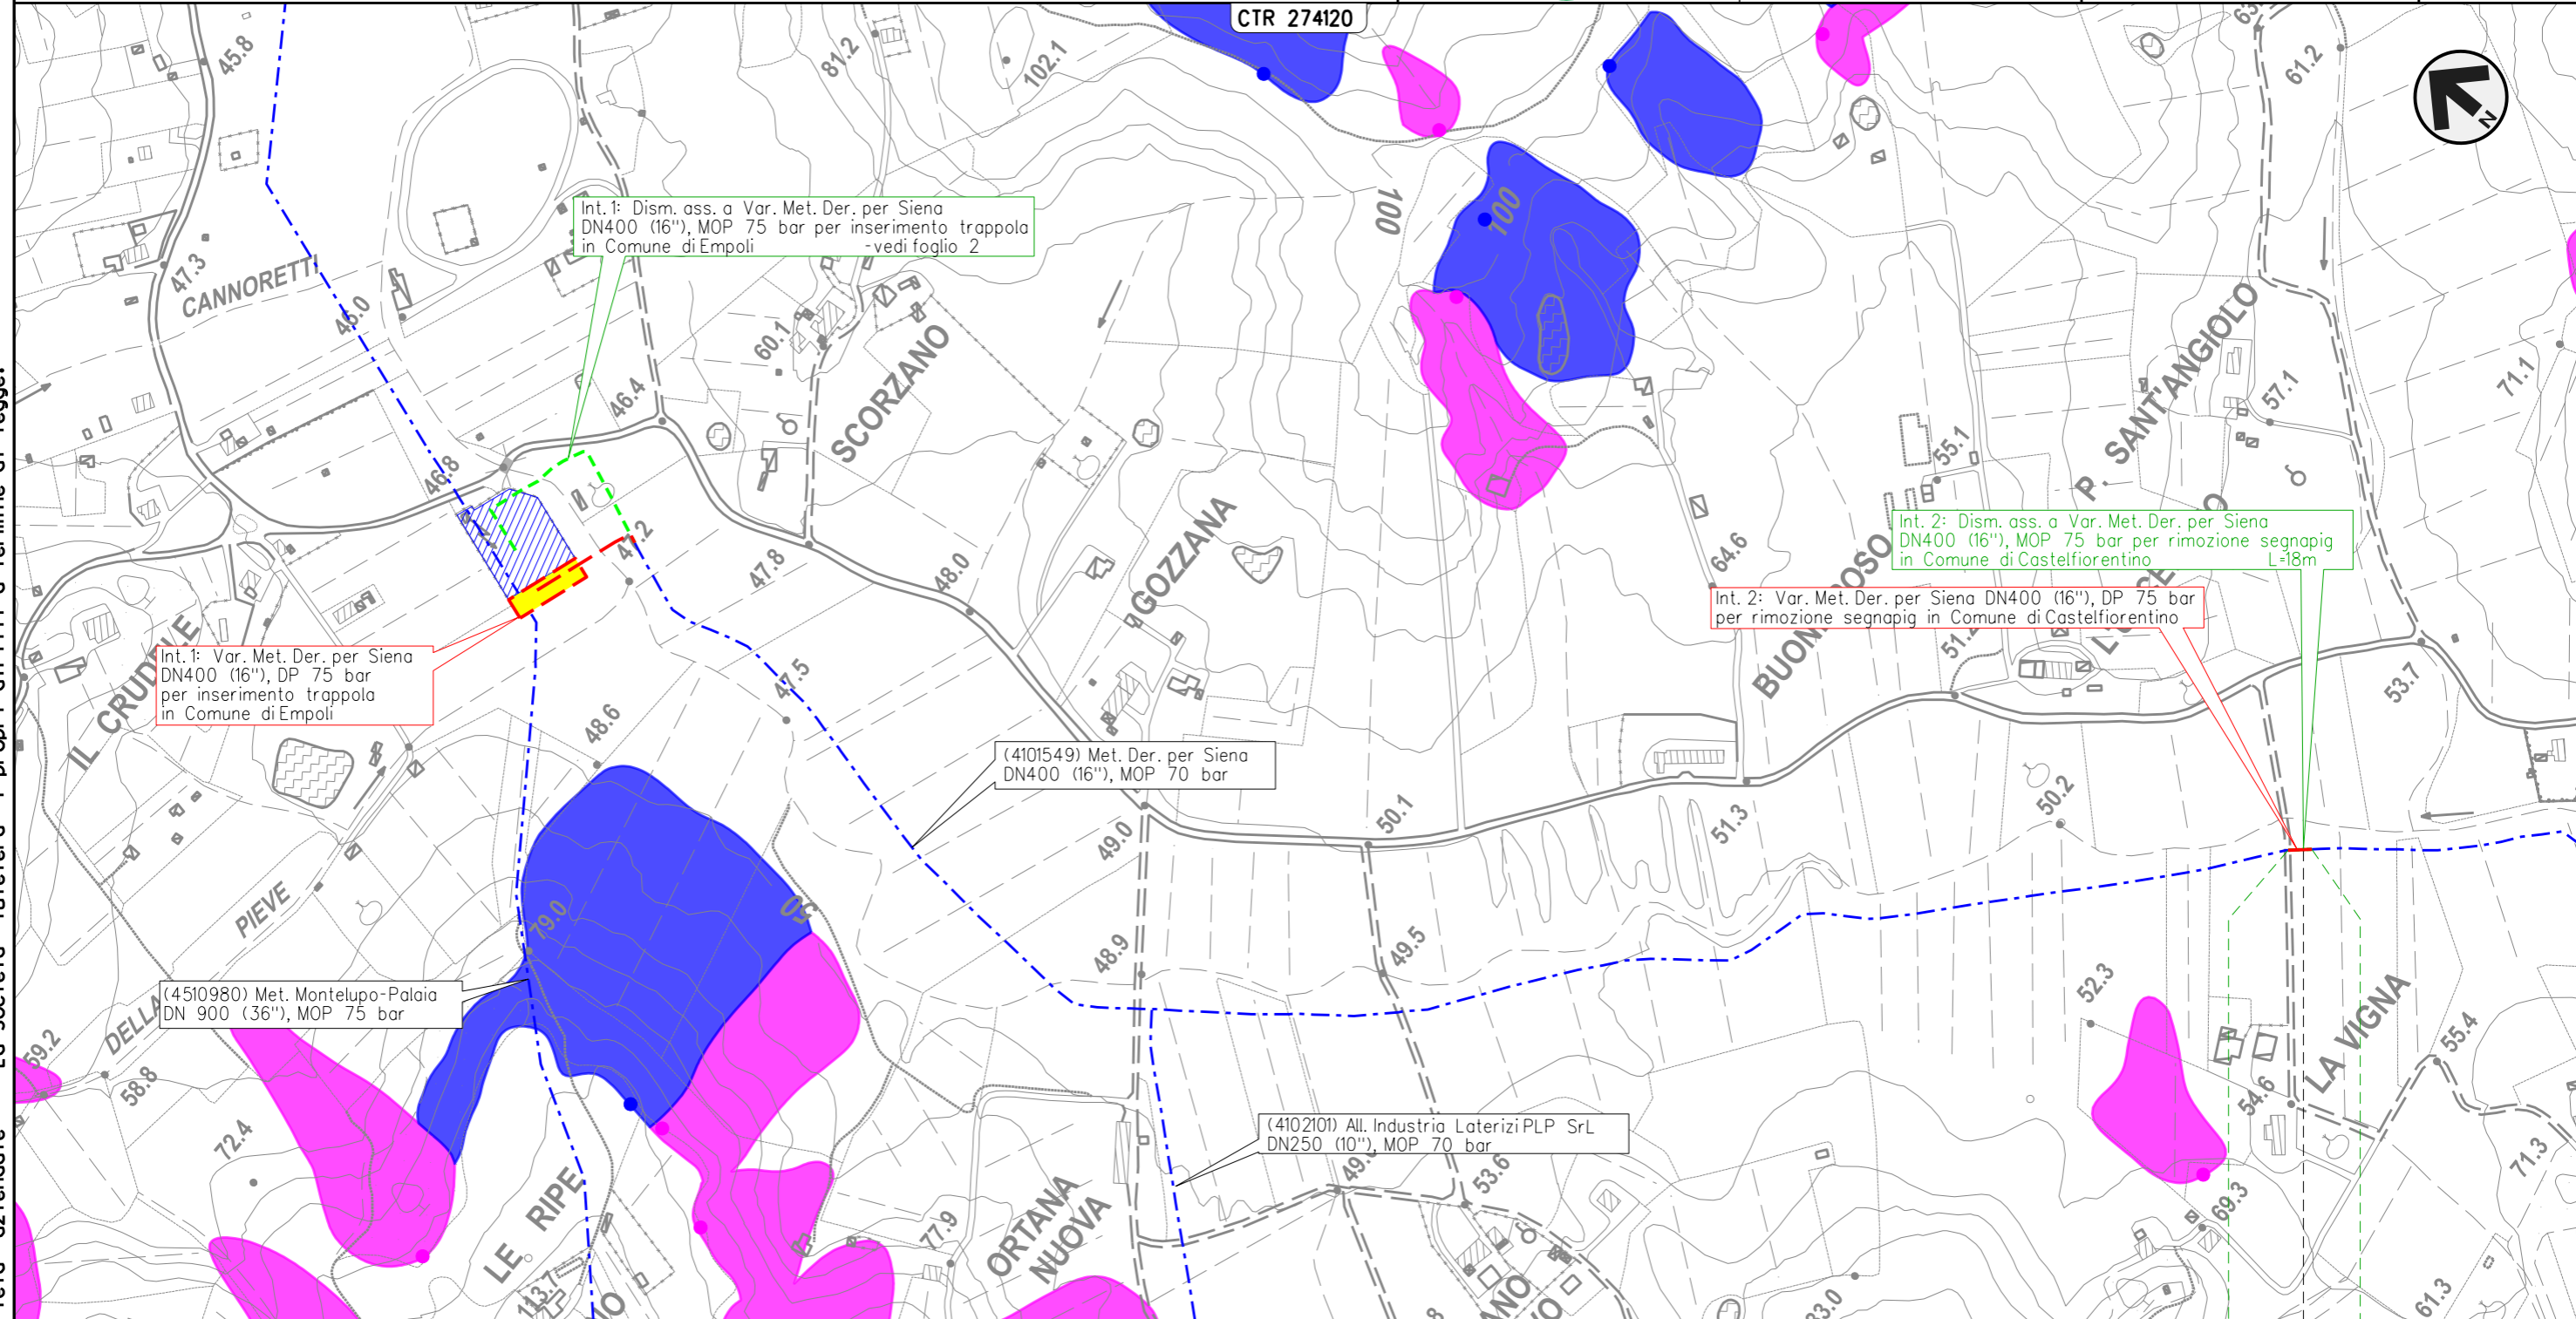 CTR 274120
45.8
81.2
102.1
61.2
N
47.3
CANNORETTI
Int. 1: Dism. ass. a Var. Met. Der. per Siena
DN400 (16"), MOP 75 bar per inserimento trappola
in Comune di Empoli -vedi foglio 2
100
100
46.0
60.1
SCORZANO
46.4
46.8
P. SANT'ANGIOLO
57.1
71.1
55.1
47.8
48.0
GOZZANA
64.6
Int. 2: Dism. ass. a Var. Met. Der. per Siena
DN400 (16"), MOP 75 bar per rimozione segnapig
in Comune di Castelfiorentino L=18m
Int. 2: Var. Met. Der. per Siena DN400 (16"), DP 75 bar
per rimozione segnapig in Comune di Castelfiorentino
IL CRUDELE
Int. 1: Var. Met. Der. per Siena
DN400 (16"), DP 75 bar
per inserimento trappola
in Comune di Empoli
47.5
48.6
53.7
(4101549) Met. Der. per Siena
DN400 (16"), MOP 70 bar
49.0
50.1
51.3
50.2
PIEVE
DELLA
79.0
50
48.9
49.5
52.3
(4510980) Met. Montelupo-Palaia
DN 900 (36"), MOP 75 bar
59.2
58.8
72.4
LA VIGNA
55.4
54.6
(4102101) All. Industria Laterizi PLP SrL
DN250 (10"), MOP 70 bar
53.6
71.3
69.3
LE RIPE
77.9
ORTANA
NUOVA
113.7
61.3